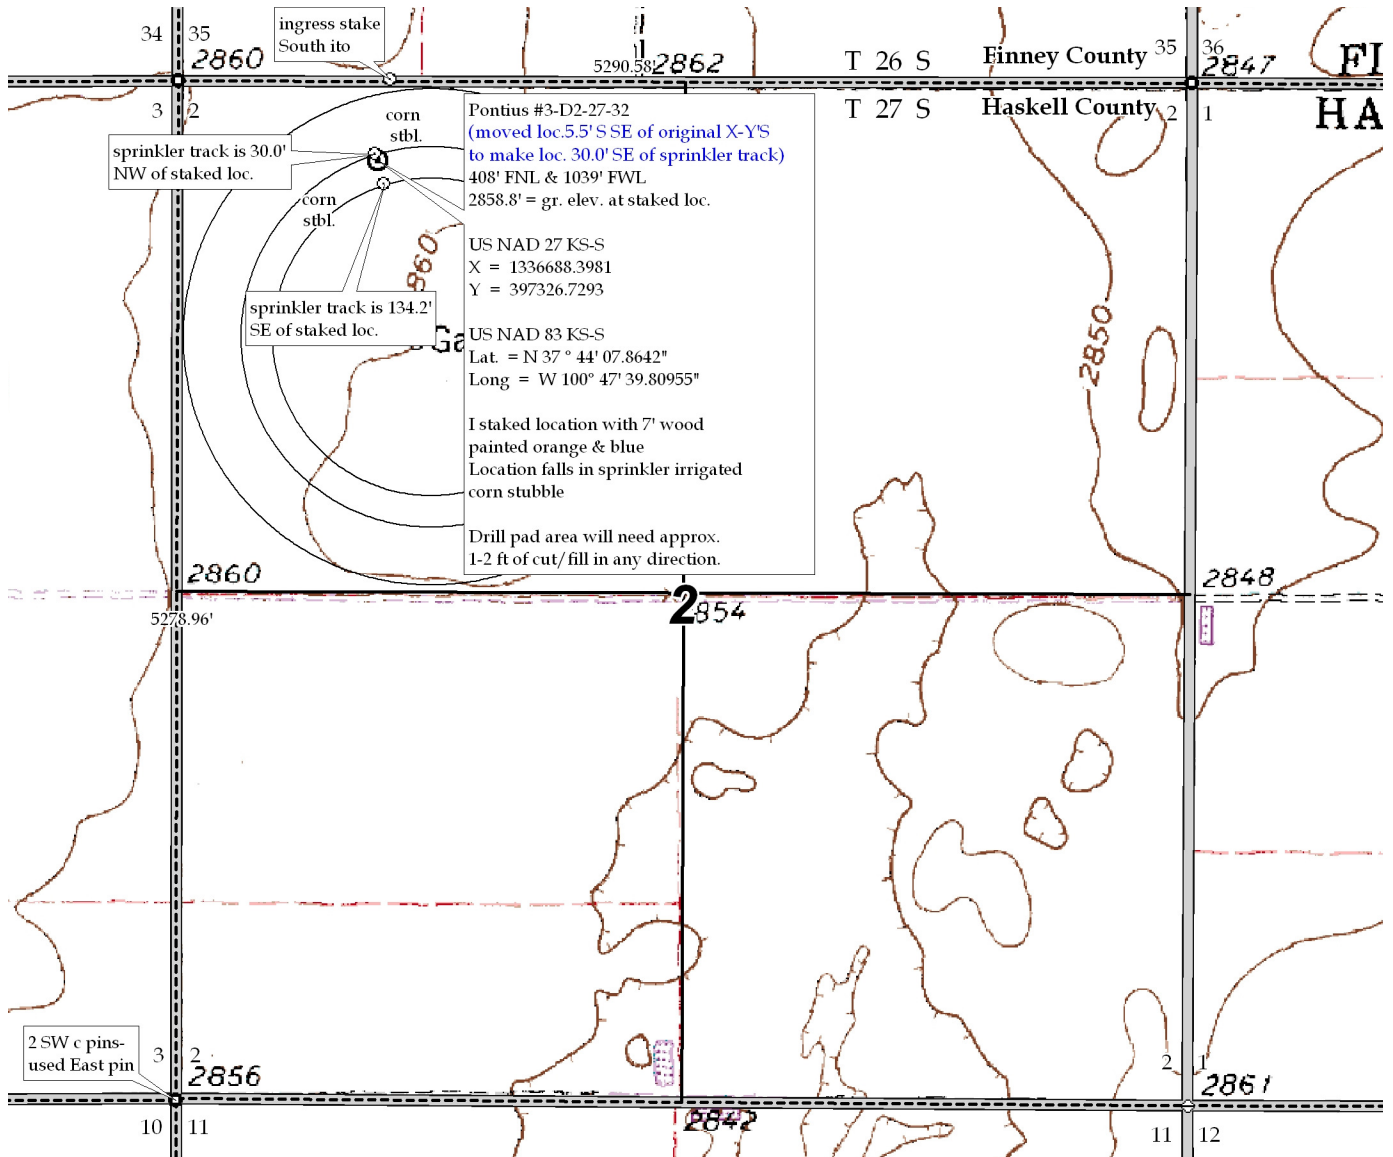 ingress stake
South ito
34 35
2860
5290.58'
2862
T 26 S
Finney County
35 36
2847
3 2
T 27 S
Haskell County
2 1
HA
corn
stbl.
sprinkler track is 30.0'
NW of staked loc.
corn
stbl.
860
sprinkler track is 134.2'
SE of staked loc.
Ga
Pontius #3-D2-27-32
(moved loc.5.5' S SE of original X-Y'S
to make loc. 30.0' SE of sprinkler track)
408' FNL & 1039' FWL
2858.8' = gr. elev. at staked loc.
US NAD 27 KS-S
X = 1336688.3981
Y = 397326.7293
US NAD 83 KS-S
Lat. = N 37 ° 44' 07.8642"
Long = W 100° 47' 39.80955"
I staked location with 7' wood
painted orange & blue
Location falls in sprinkler irrigated
corn stubble
Drill pad area will need approx.
1-2 ft of cut/fill in any direction.
2850
2860
2848
2
854
5278.96'
2 SW c pins-
used East pin
3 2
2856
2 1
2861
10 11
2842
11 12